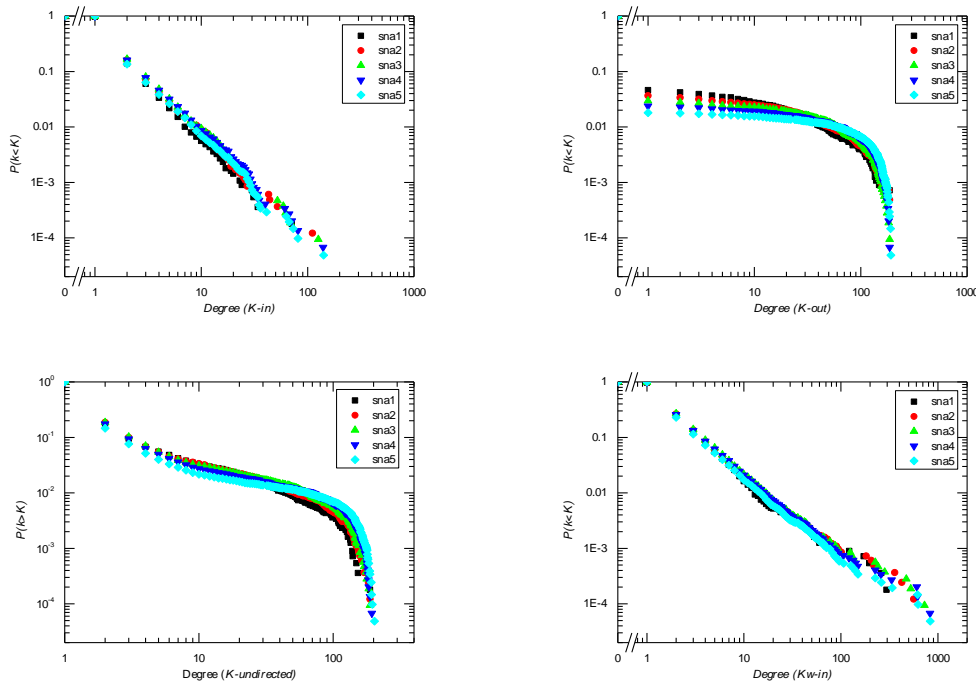 1
0.1
0.01
1E-3
1E-4
P(k<K)
0 1 10 100 1000
Degree (K-in)
sna1
sna2
sna3
sna4
sna5
1
0.1
0.01
1E-3
1E-4
P(k<K)
0 1 10 100 1000
Degree (K-out)
sna1
sna2
sna3
sna4
sna5
10^0
10^-1
10^-2
10^-3
10^-4
P(k>K)
1 10 100
Degree (K-undirected)
sna1
sna2
sna3
sna4
sna5
1
0.1
0.01
1E-3
1E-4
P(k<K)
0 1 10 100 1000
Degree (Kw-in)
sna1
sna2
sna3
sna4
sna5